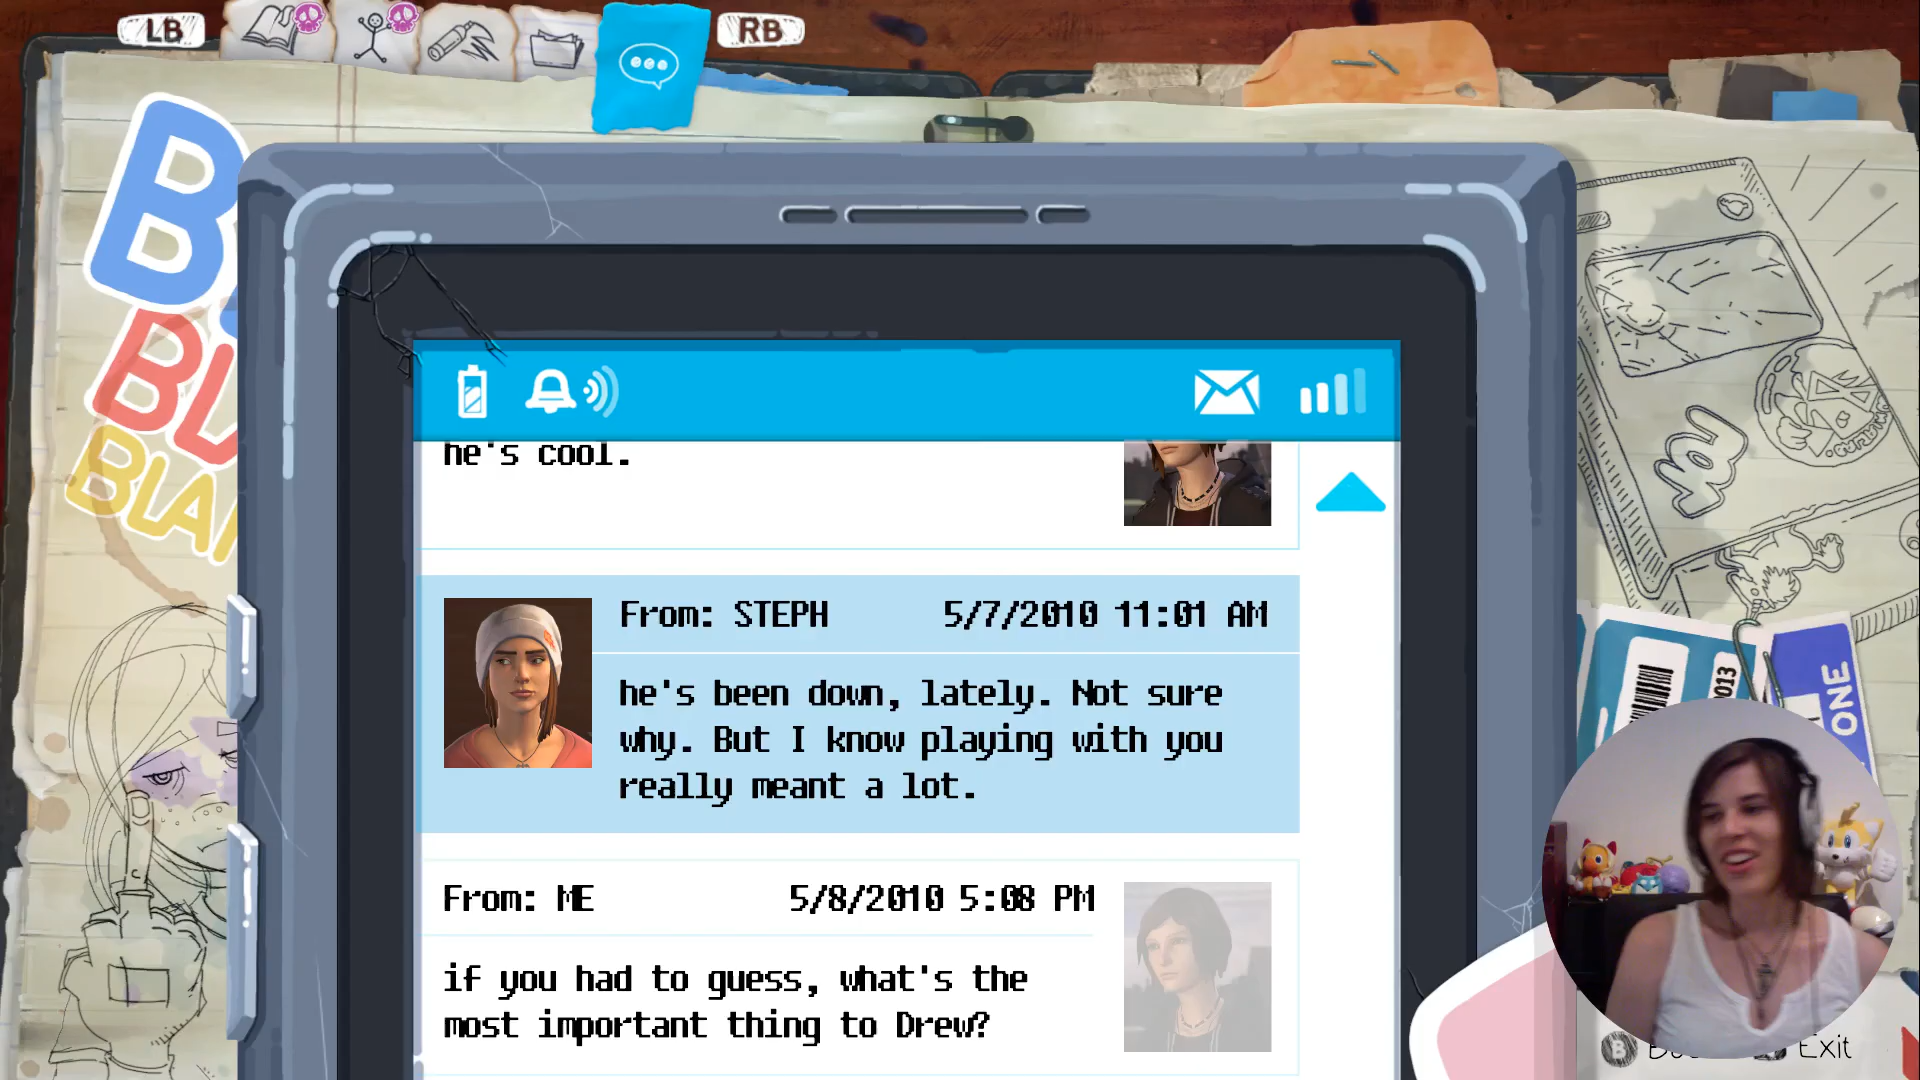 LB
RB
he's cool.
From: STEPH 5/7/2010 11:01 AM
he's been down, lately. Not sure
why. But I know playing with you
really meant a lot.
From: ME 5/8/2010 5:08 PM
if you had to guess, what's the
most important thing to Drew?
ONE
B
Exit